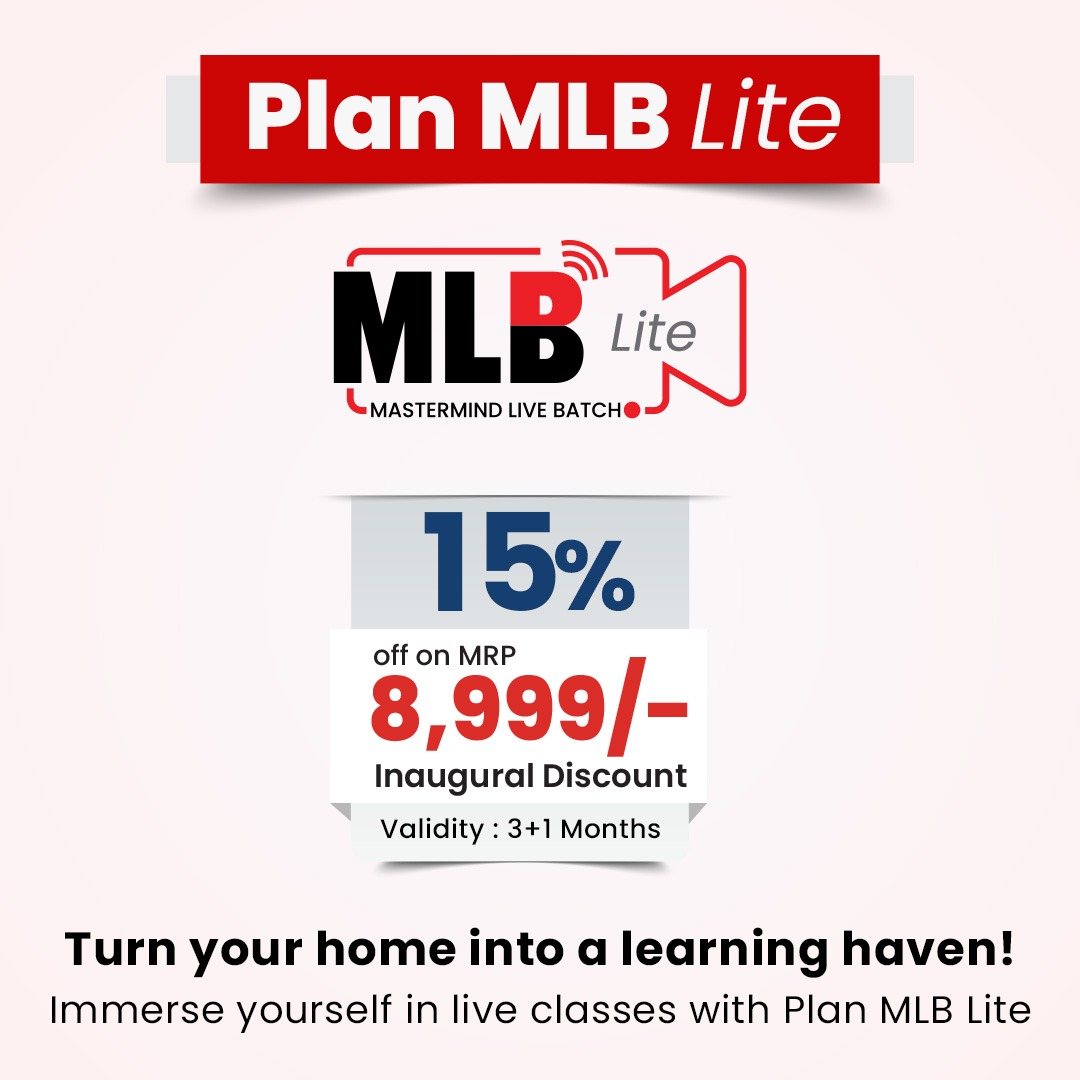 Plan MLB Lite
MLB Lite
MASTERMIND LIVE BATCH
15%
off on MRP
8,999/-
Inaugural Discount
Validity : 3+1 Months
Turn your home into a learning haven!
Immerse yourself in live classes with Plan MLB Lite